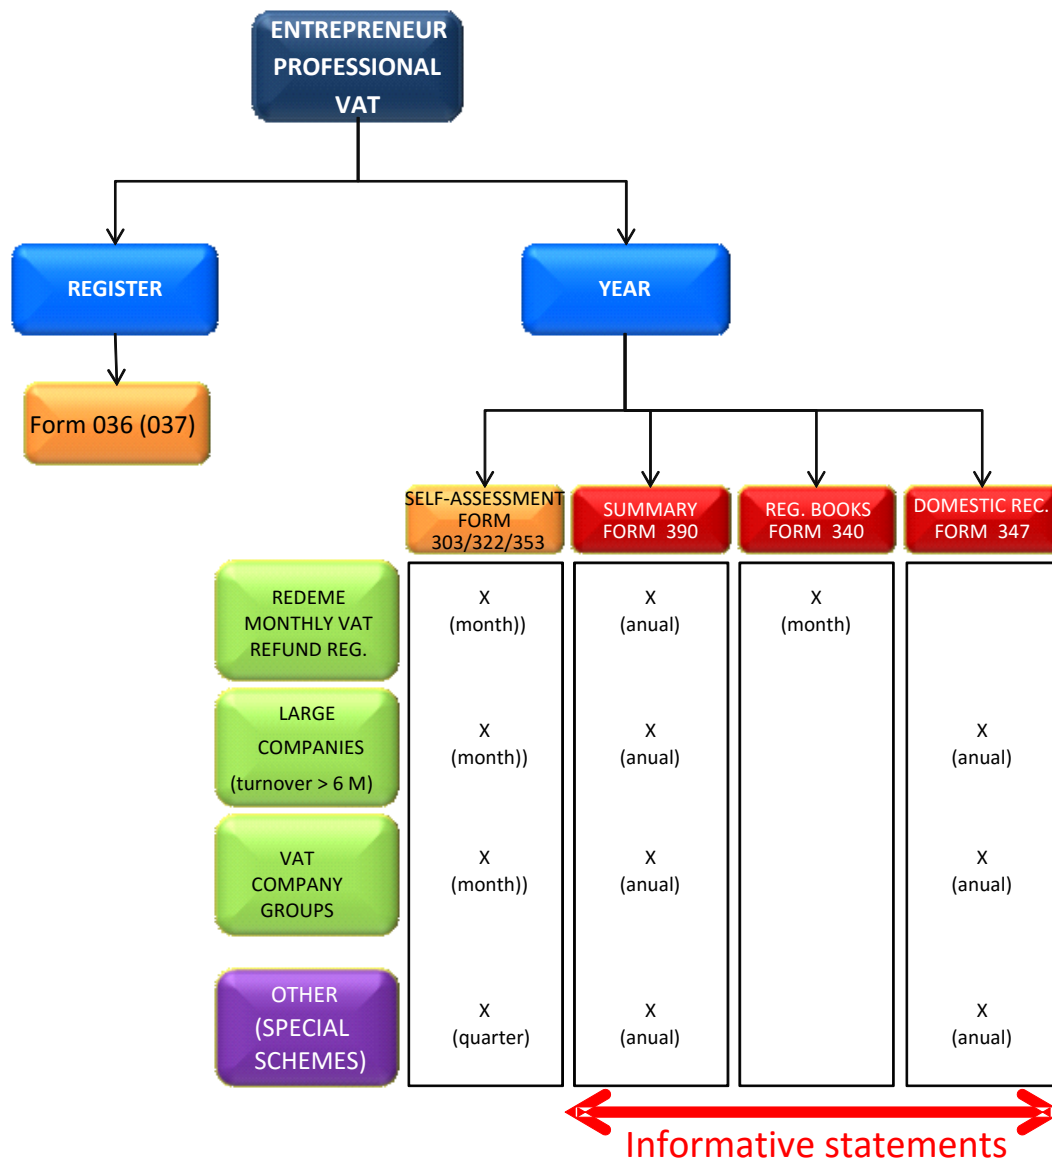 ENTREPRENEUR
PROFESSIONAL
VAT
REGISTER
YEAR
Form 036 (037)
SELF-ASSESSMENT
FORM
303/322/353
SUMMARY
FORM 390
REG. BOOKS
FORM 340
DOMESTIC REC.
FORM 347
REDEME
MONTHLY VAT
REFUND REG.
X
(month))
X
(anual)
X
(month)
LARGE
COMPANIES
(turnover > 6 M)
X
(month))
X
(anual)
X
(anual)
VAT
COMPANY
GROUPS
X
(month))
X
(anual)
X
(anual)
OTHER
(SPECIAL
SCHEMES)
X
(quarter)
X
(anual)
X
(anual)
Informative statements